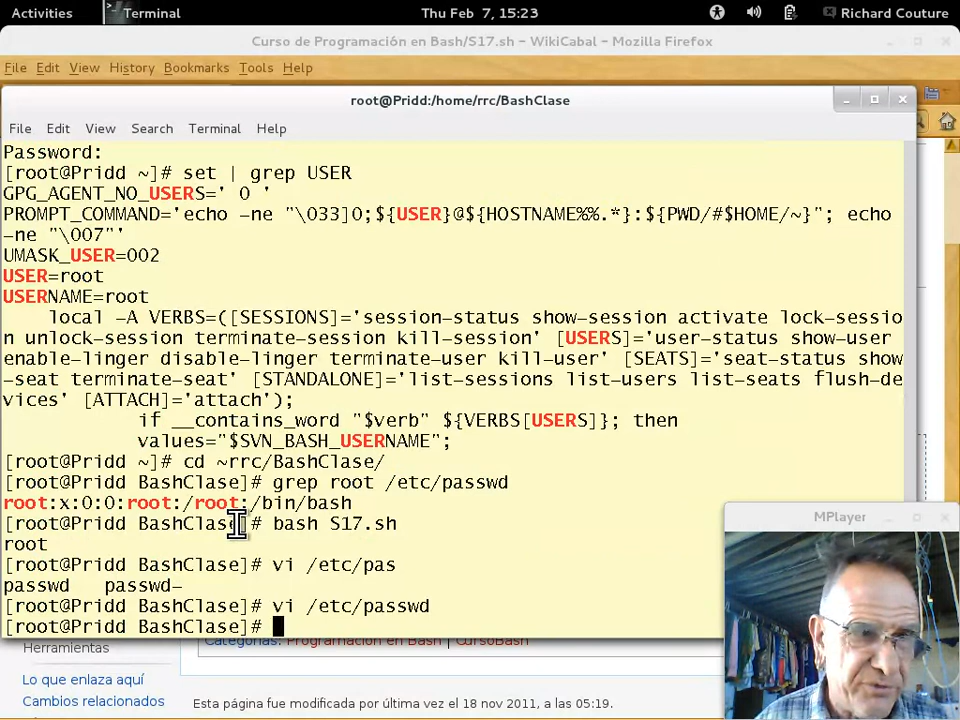 Activities Terminal Thu Feb 7, 15:23 Richard Couture
Curso de Programación en Bash/S17.sh – WikiCabal – Mozilla Firefox
File Edit View History Bookmarks Tools Help
root@Pridd:/home/rrc/BashClase
File Edit View Search Terminal Help
Password:
[root@Pridd ~]# set | grep USER
GPG_AGENT_NO_USERS=' 0 '
PROMPT_COMMAND='echo -ne "\033]0;${USER}@${HOSTNAME%%.*}:${PWD/#$HOME/~}"; echo
-ne "\007"'
UMASK_USER=002
USER=root
USERNAME=root
local -A VERBS=([SESSIONS]='session-status show-session activate lock-sessio
n unlock-session terminate-session kill-session' [USERS]='user-status show-user
enable-linger disable-linger terminate-user kill-user' [SEATS]='seat-status show
-seat terminate-seat' [STANDALONE]='list-sessions list-users list-seats flush-de
vices' [ATTACH]='attach');
if __contains_word "$verb" ${VERBS[USERS]}; then
values="$SVN_BASH_USERNAME";
[root@Pridd ~]# cd ~rrc/BashClase/
[root@Pridd BashClase]# grep root /etc/passwd
root:x:0:0:root:/root:/bin/bash
[root@Pridd BashClase]# bash S17.sh
root
[root@Pridd BashClase]# vi /etc/pas
passwd passwd-
[root@Pridd BashClase]# vi /etc/passwd
[root@Pridd BashClase]#
MPlayer
Categorías: Programación en Bash | CursoBash
Herramientas
Lo que enlaza aquí
Cambios relacionados
Esta página fue modificada por última vez el 18 nov 2011, a las 05:19.